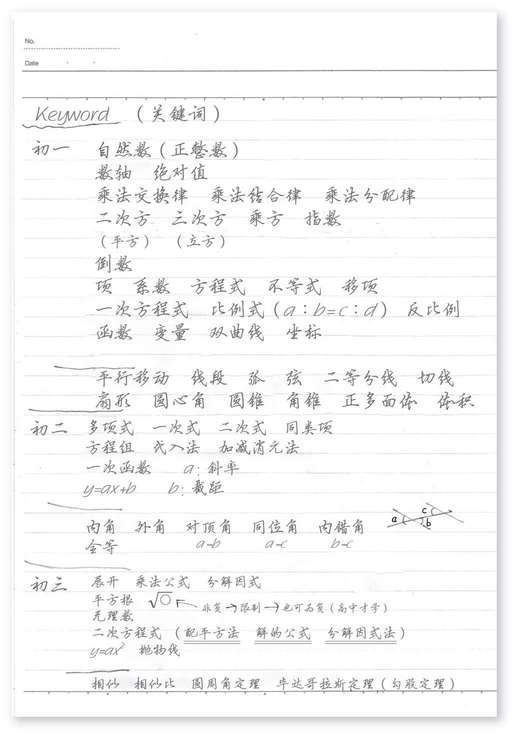 No.
Date
Keyword （关键词）
初一 自然数（正整数）
数轴 绝对值
乘法交换律 乘法结合律 乘法分配律
二次方 三次方 乘方 指数
（平方） （立方）
倒数
项 系数 方程式 不等式 移项
一次方程式 比例式（a：b=c：d） 反比例
函数 变量 双曲线 坐标
平行移动 线段 弧 弦 二等分线 切线
扇形 圆心角 圆锥 角锥 正多面体 体积
初二 多项式 一次式 二次式 同类项
方程组 代入法 加减消元法
一次函数 a：斜率
y=ax+b b：截距
内角 外角 对顶角 同位角 内错角 a c b
全等 a-b a-c b-c
初三 展开 乘法公式 分解因式
平方根 √○ 非负→限制→也可为负（高中才学）
无理数
二次方程式（配平方法 解的公式 分解因式法）
y=ax² 抛物线
相似 相似比 圆周角定理 毕达哥拉斯定理（勾股定理）